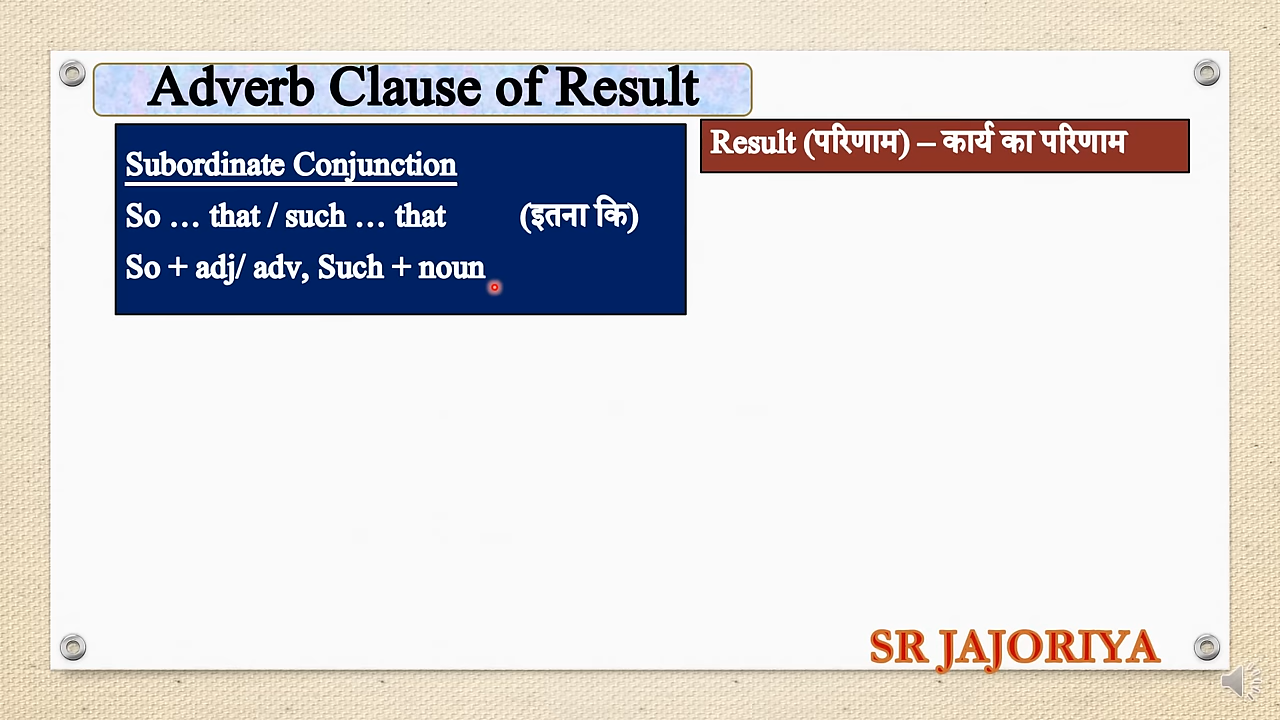 Adverb Clause of Result
Subordinate Conjunction
So … that / such … that (इतना कि)
So + adj/ adv, Such + noun
Result (परिणाम) – कार्य का परिणाम
SR JAJORIYA